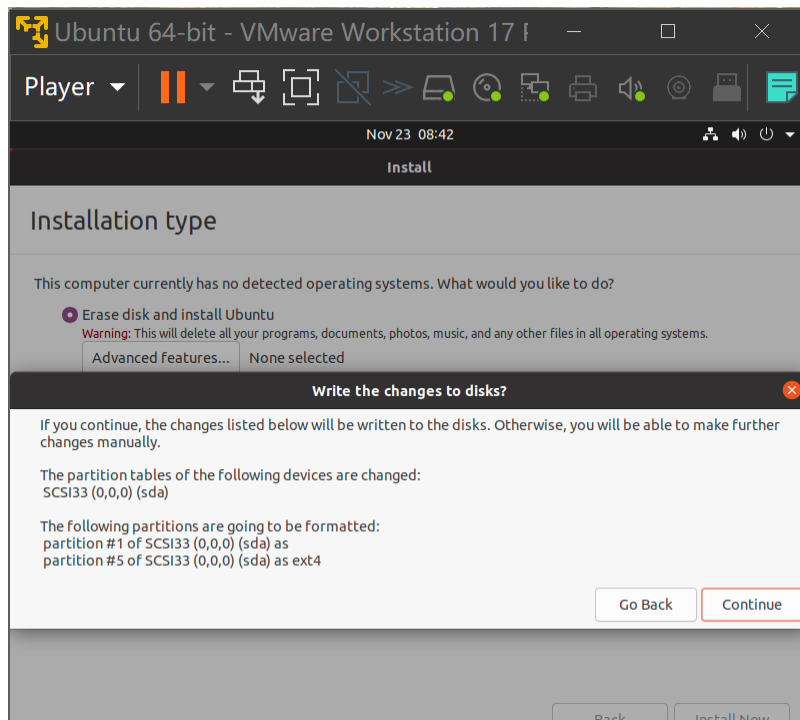 Ubuntu 64-bit - VMware Workstation 17
Player
Nov 23 08:42
Install
Installation type
This computer currently has no detected operating systems. What would you like to do?
Erase disk and install Ubuntu
Warning: This will delete all your programs, documents, photos, music, and any other files in all operating systems.
Advanced features... None selected
Write the changes to disks?
If you continue, the changes listed below will be written to the disks. Otherwise, you will be able to make further
changes manually.
The partition tables of the following devices are changed:
SCSI33 (0,0,0) (sda)
The following partitions are going to be formatted:
partition #1 of SCSI33 (0,0,0) (sda) as
partition #5 of SCSI33 (0,0,0) (sda) as ext4
Go Back Continue
Back Install Now